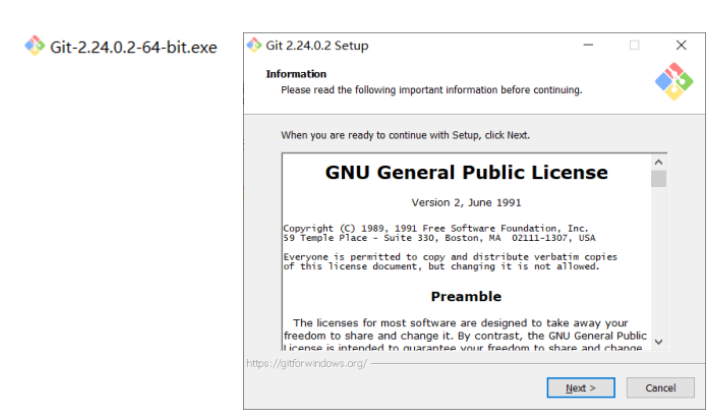 Git-2.24.0.2-64-bit.exe
Git 2.24.0.2 Setup
Information
Please read the following important information before continuing.
When you are ready to continue with Setup, click Next.
GNU General Public License
Version 2, June 1991
Copyright (C) 1989, 1991 Free Software Foundation, Inc.
59 Temple Place - Suite 330, Boston, MA 02111-1307, USA
Everyone is permitted to copy and distribute verbatim copies
of this license document, but changing it is not allowed.
Preamble
The licenses for most software are designed to take away your
freedom to share and change it. By contrast, the GNU General Public
License is intended to guarantee your freedom to share and change
https://gitforwindows.org/
Next >
Cancel